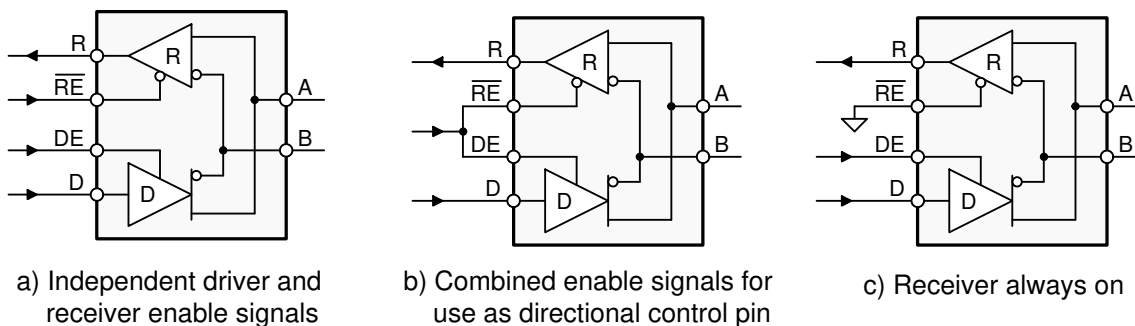 R
R
RE
A
DE
B
D
D
a) Independent driver and
receiver enable signals
R
R
RE
A
DE
B
D
D
b) Combined enable signals for
use as directional control pin
R
R
RE
A
DE
B
D
D
c) Receiver always on